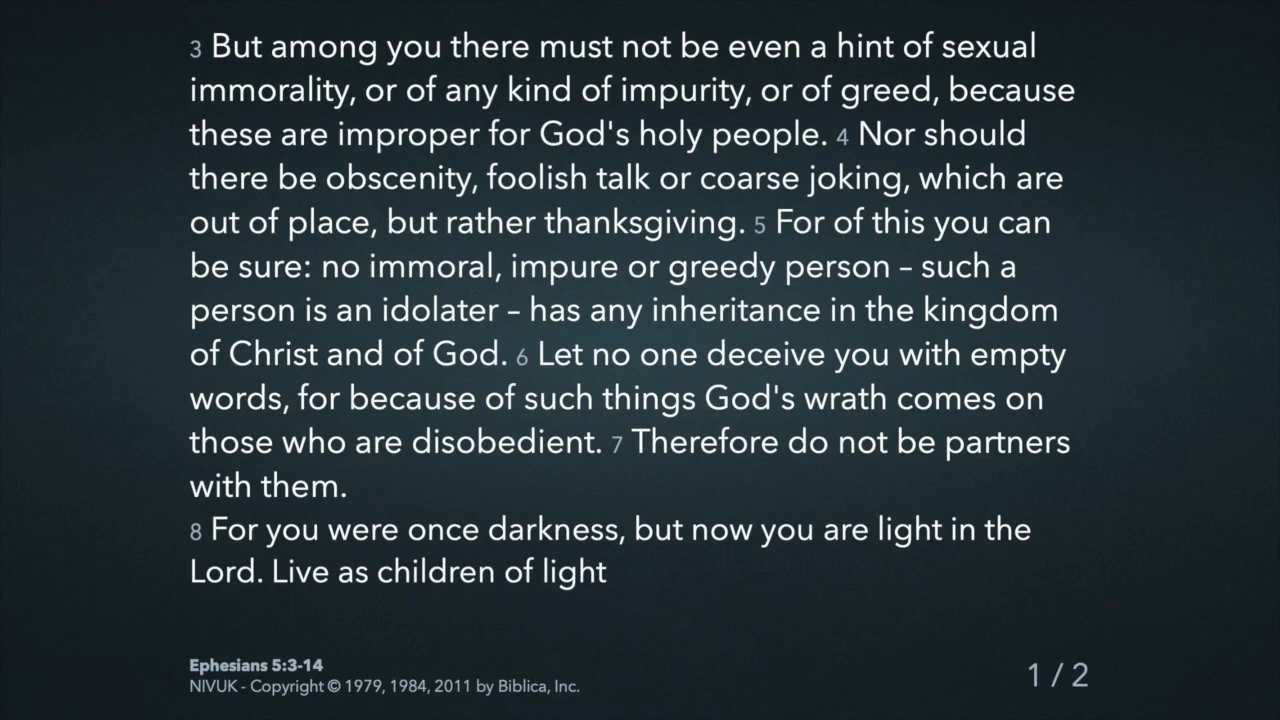 3 But among you there must not be even a hint of sexual
immorality, or of any kind of impurity, or of greed, because
these are improper for God's holy people. 4 Nor should
there be obscenity, foolish talk or coarse joking, which are
out of place, but rather thanksgiving. 5 For of this you can
be sure: no immoral, impure or greedy person – such a
person is an idolater – has any inheritance in the kingdom
of Christ and of God. 6 Let no one deceive you with empty
words, for because of such things God's wrath comes on
those who are disobedient. 7 Therefore do not be partners
with them.
8 For you were once darkness, but now you are light in the
Lord. Live as children of light
Ephesians 5:3-14
NIVUK - Copyright © 1979, 1984, 2011 by Biblica, Inc.
1 / 2